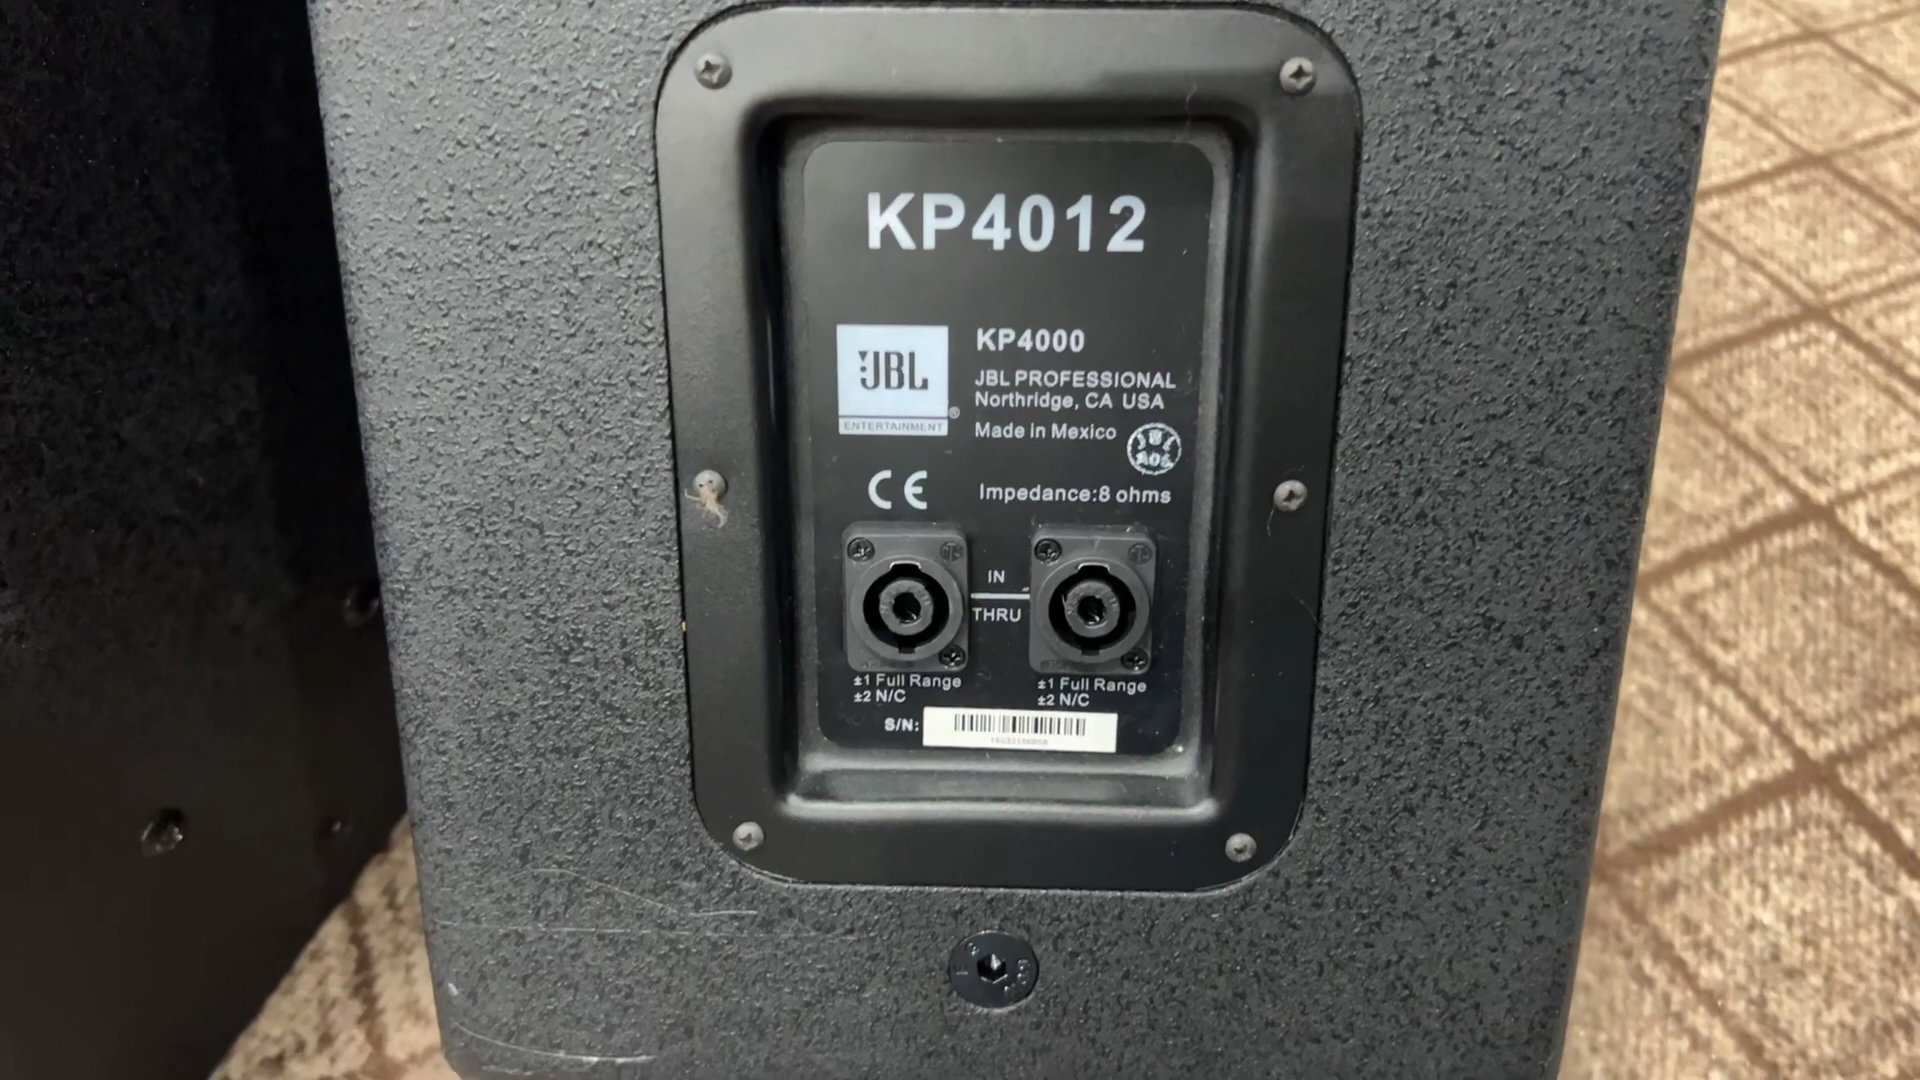 KP4012
JBL
ENTERTAINMENT
®
KP4000
JBL PROFESSIONAL
Northridge, CA USA
Made in Mexico
CE
Impedance:8 ohms
IN
THRU
±1 Full Range
±2 N/C
±1 Full Range
±2 N/C
S/N: